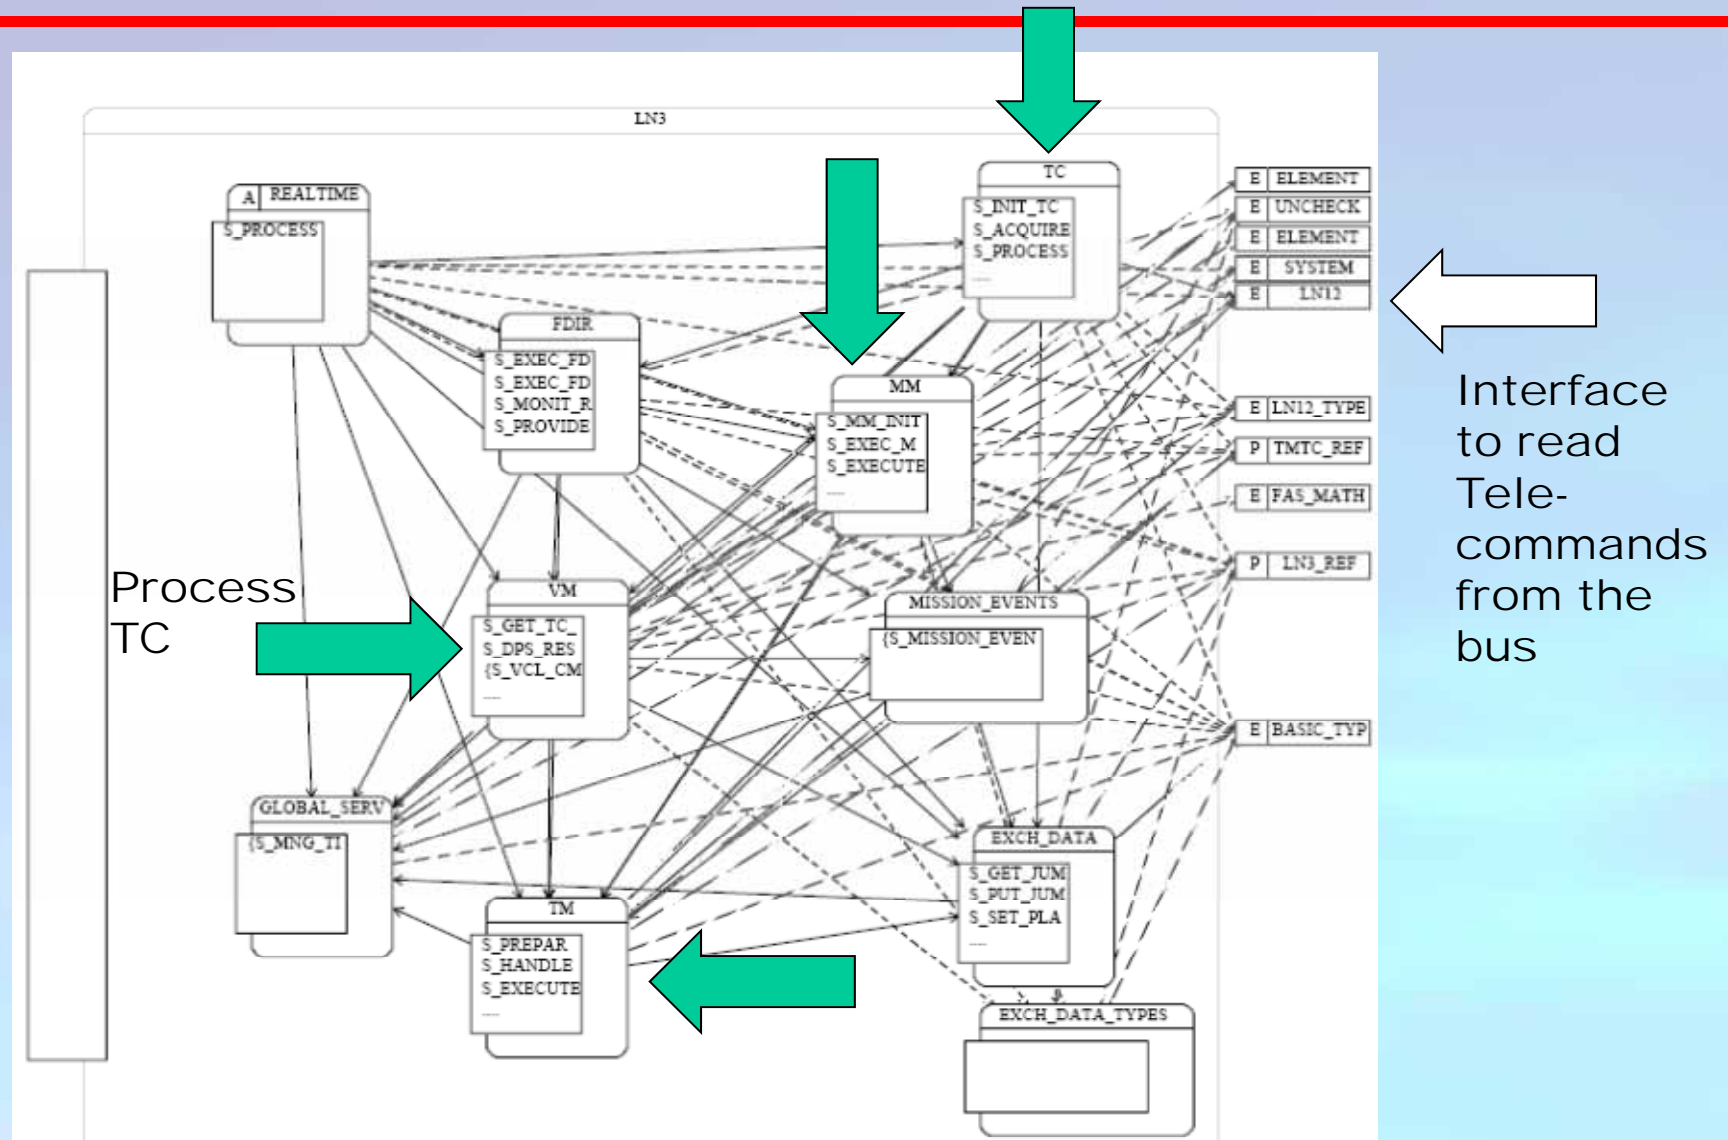 LN3
TC
S_INIT_TC
S_ACQUIRE
S_PROCESS
....
A REALTIME
S_PROCESS
E ELEMENT
E UNCHECK
E ELEMENT
E SYSTEM
E LN12
FDIR
S_EXEC_FD
S_EXEC_FD
S_MONIT_R
S_PROVIDE
MM
S_MM_INIT
S_EXEC_M
S_EXECUTE
....
E LN12_TYPE
P TMTC_REF
E FAS_MATH
P LN3_REF
E BASIC_TYP
Interface
to read
Tele-
commands
from the
bus
Process
TC
VM
S_GET_TC_
S_DPS_RES
{S_VCL_CM
....
MISSION_EVENTS
{S_MISSION_EVEN
GLOBAL_SERV
{S_MNG_TI
EXCH_DATA
S_GET_JUM
S_PUT_JUM
S_SET_PLA
....
TM
S_PREPAR
S_HANDLE
S_EXECUTE
....
EXCH_DATA_TYPES